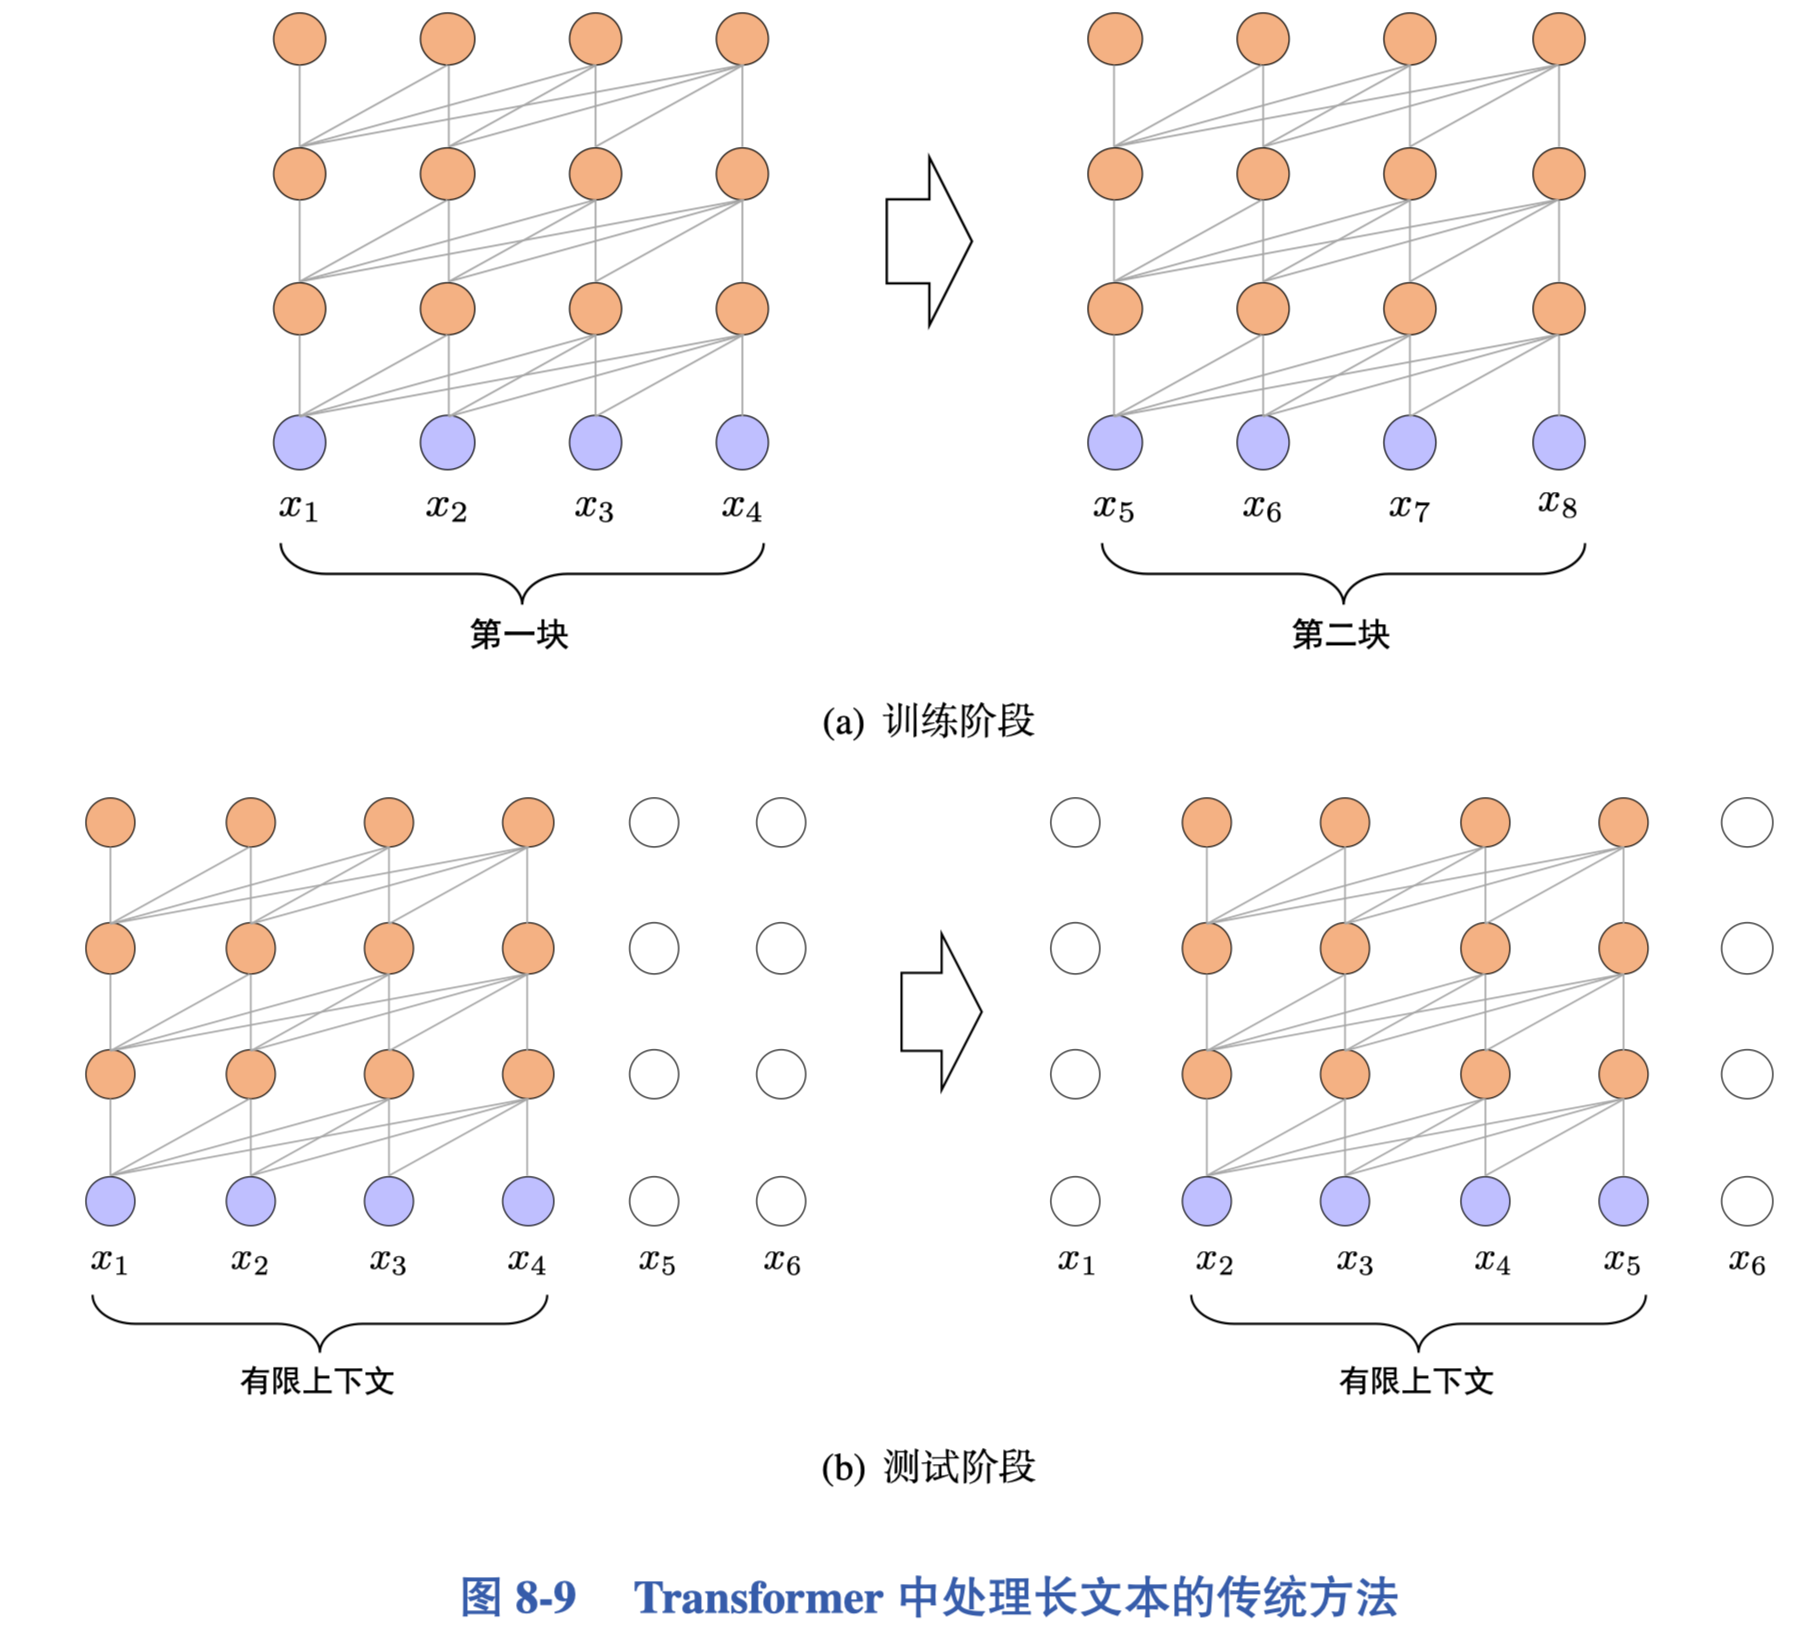 x₁ x₂ x₃ x₄ x₅ x₆ x₇ x₈
第一块 第二块
(a) 训练阶段
x₁ x₂ x₃ x₄ x₅ x₆ x₁ x₂ x₃ x₄ x₅ x₆
有限上下文 有限上下文
(b) 测试阶段
图 8-9 Transformer 中处理长文本的传统方法